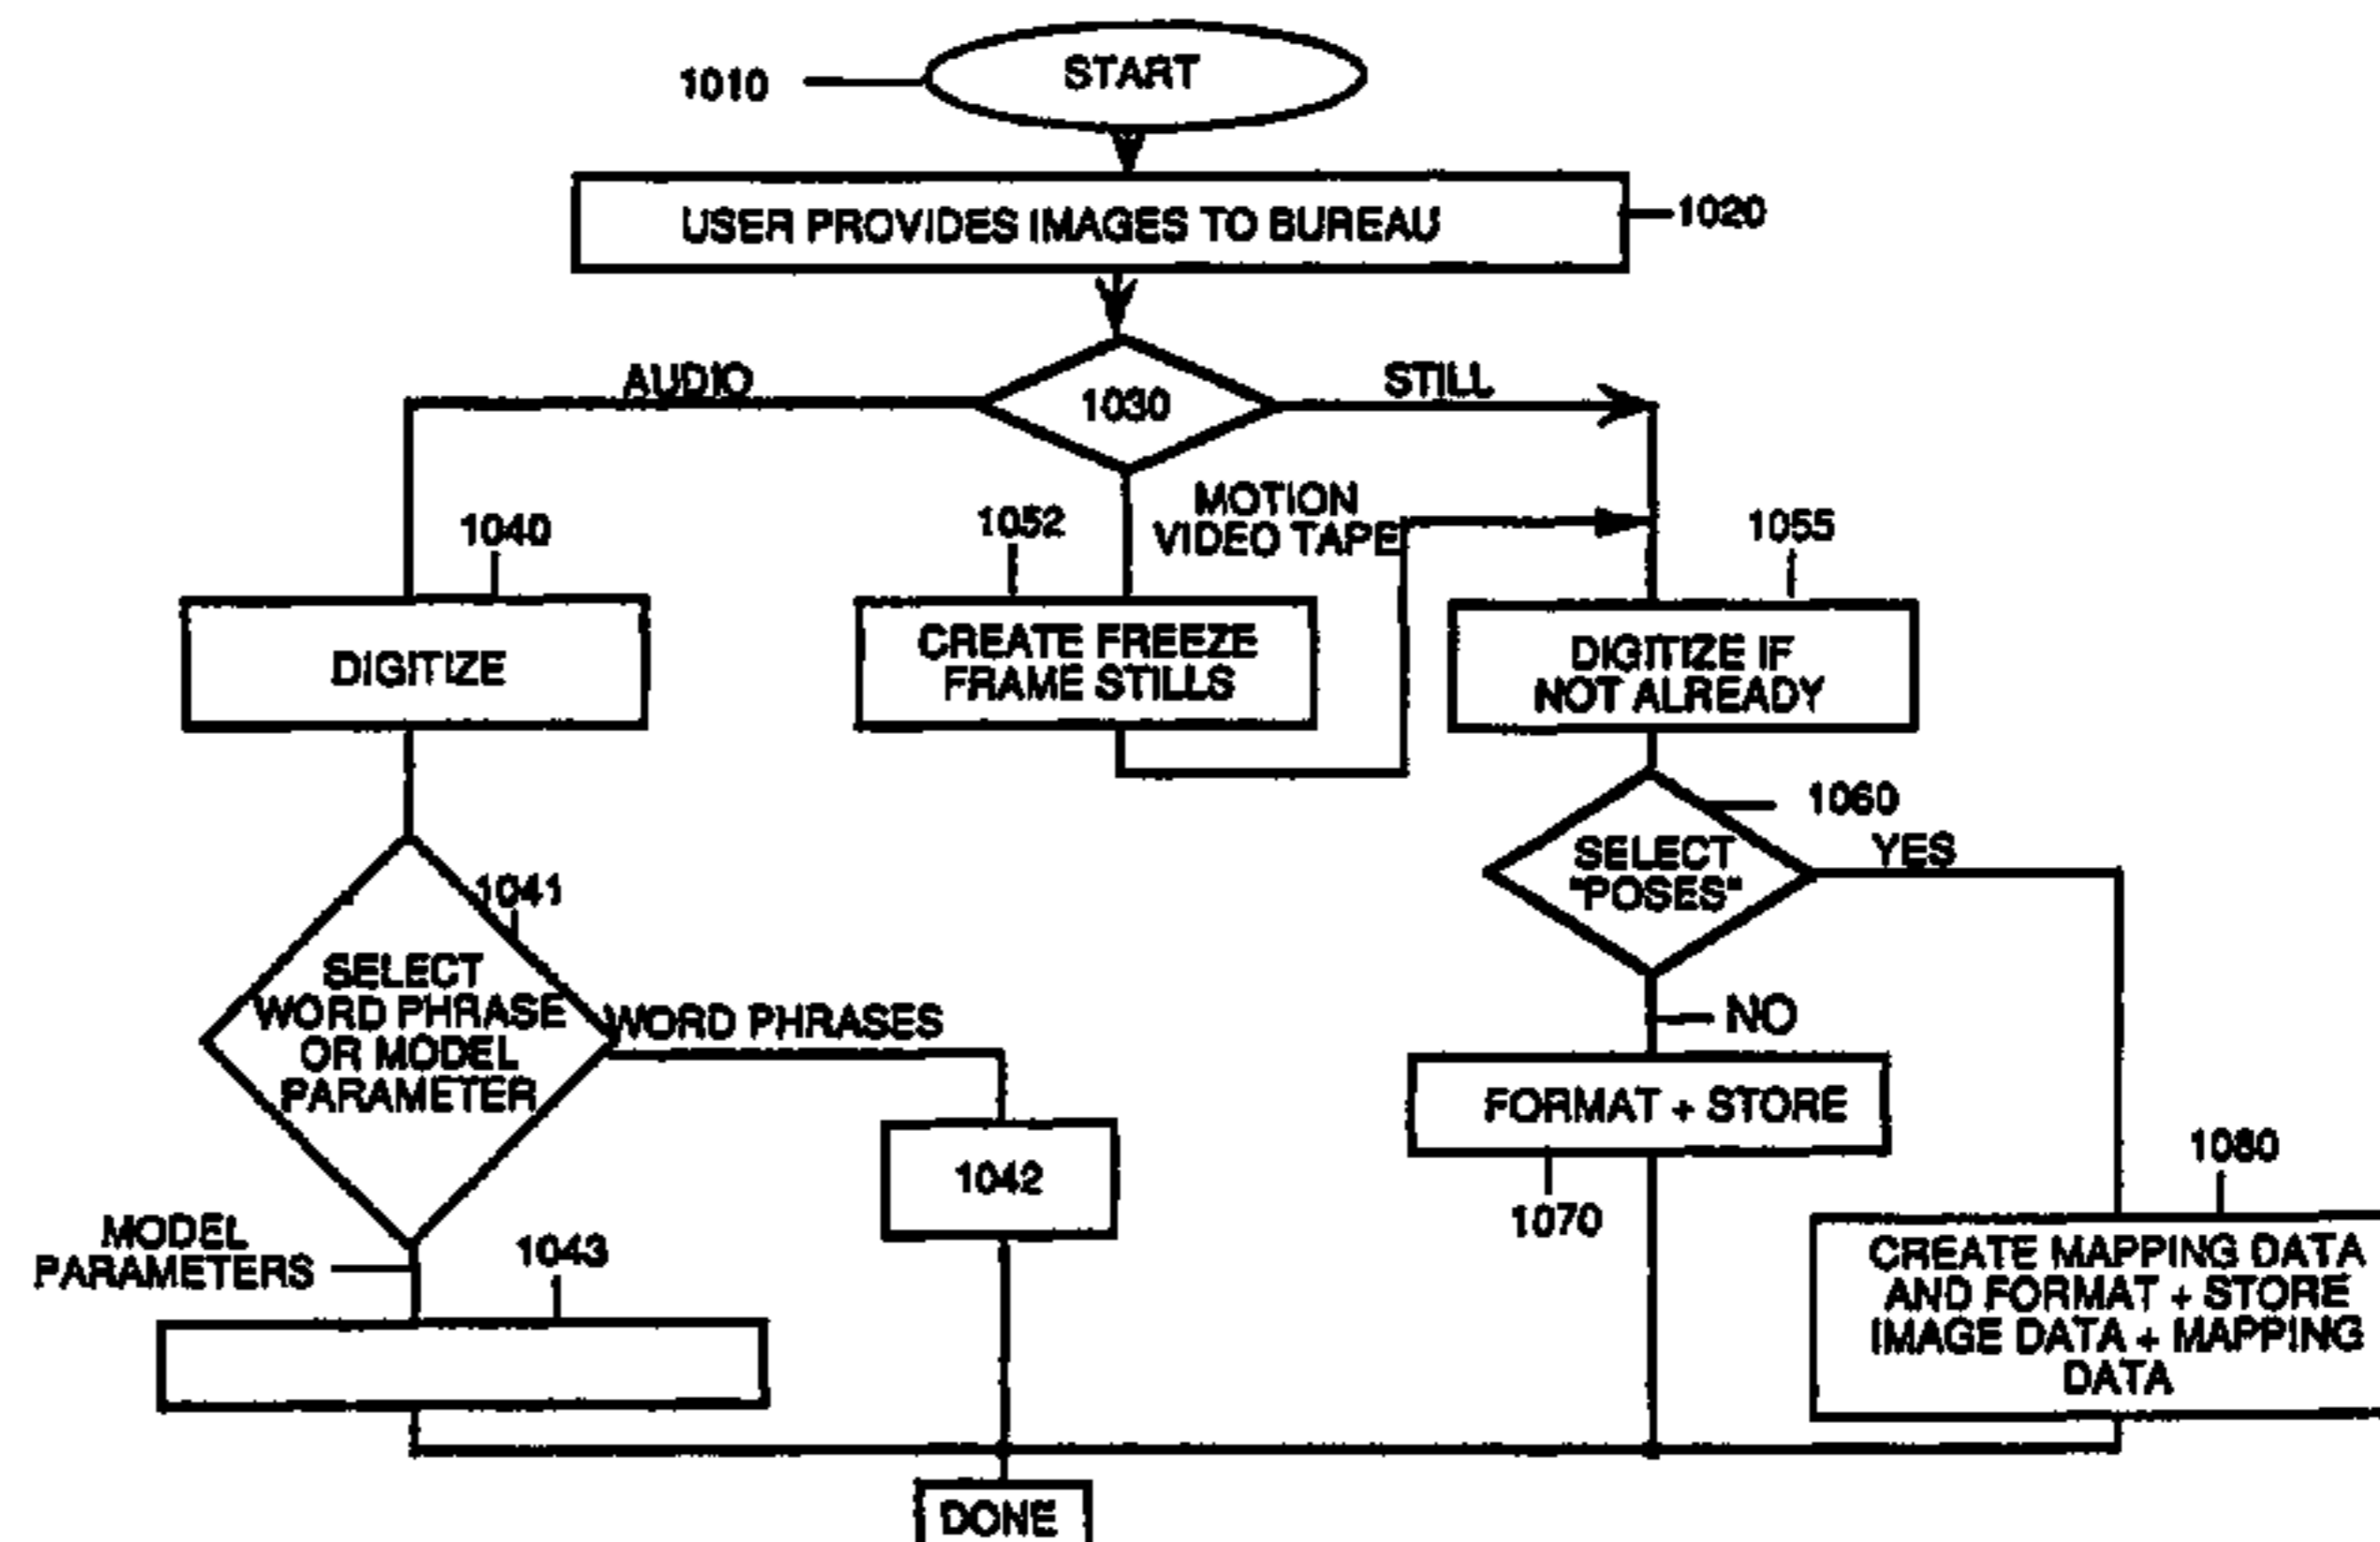 START
1010
USER PROVIDES IMAGES TO BUREAU
1020
AUDIO
1030
STILL
MOTION
VIDEO TAPE
1040
1052
1055
DIGITIZE
CREATE FREEZE
FRAME STILLS
DIGITIZE IF
NOT ALREADY
1060
SELECT
"POSES"
YES
1041
SELECT
WORD PHRASE
OR MODEL
PARAMETER
WORD PHRASES
NO
FORMAT + STORE
1042
1070
1080
MODEL
PARAMETERS
1043
CREATE MAPPING DATA
AND FORMAT + STORE
IMAGE DATA + MAPPING
DATA
DONE